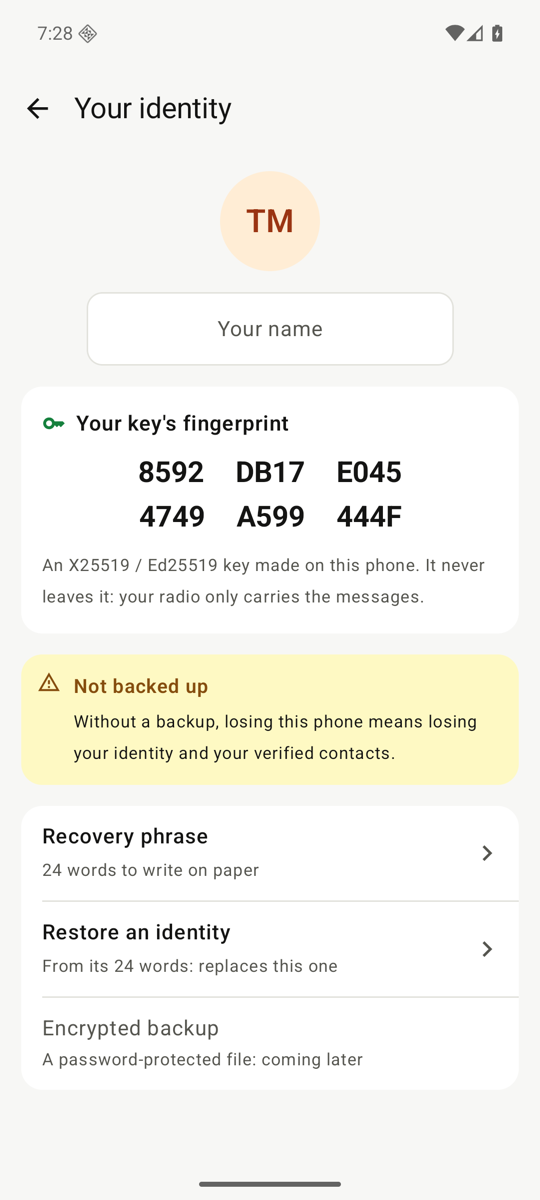 7:28
Your identity
TM
Your name
Your key's fingerprint
8592 DB17 E045
4749 A599 444F
An X25519 / Ed25519 key made on this phone. It never
leaves it: your radio only carries the messages.
Not backed up
Without a backup, losing this phone means losing
your identity and your verified contacts.
Recovery phrase
24 words to write on paper
Restore an identity
From its 24 words: replaces this one
Encrypted backup
A password-protected file: coming later